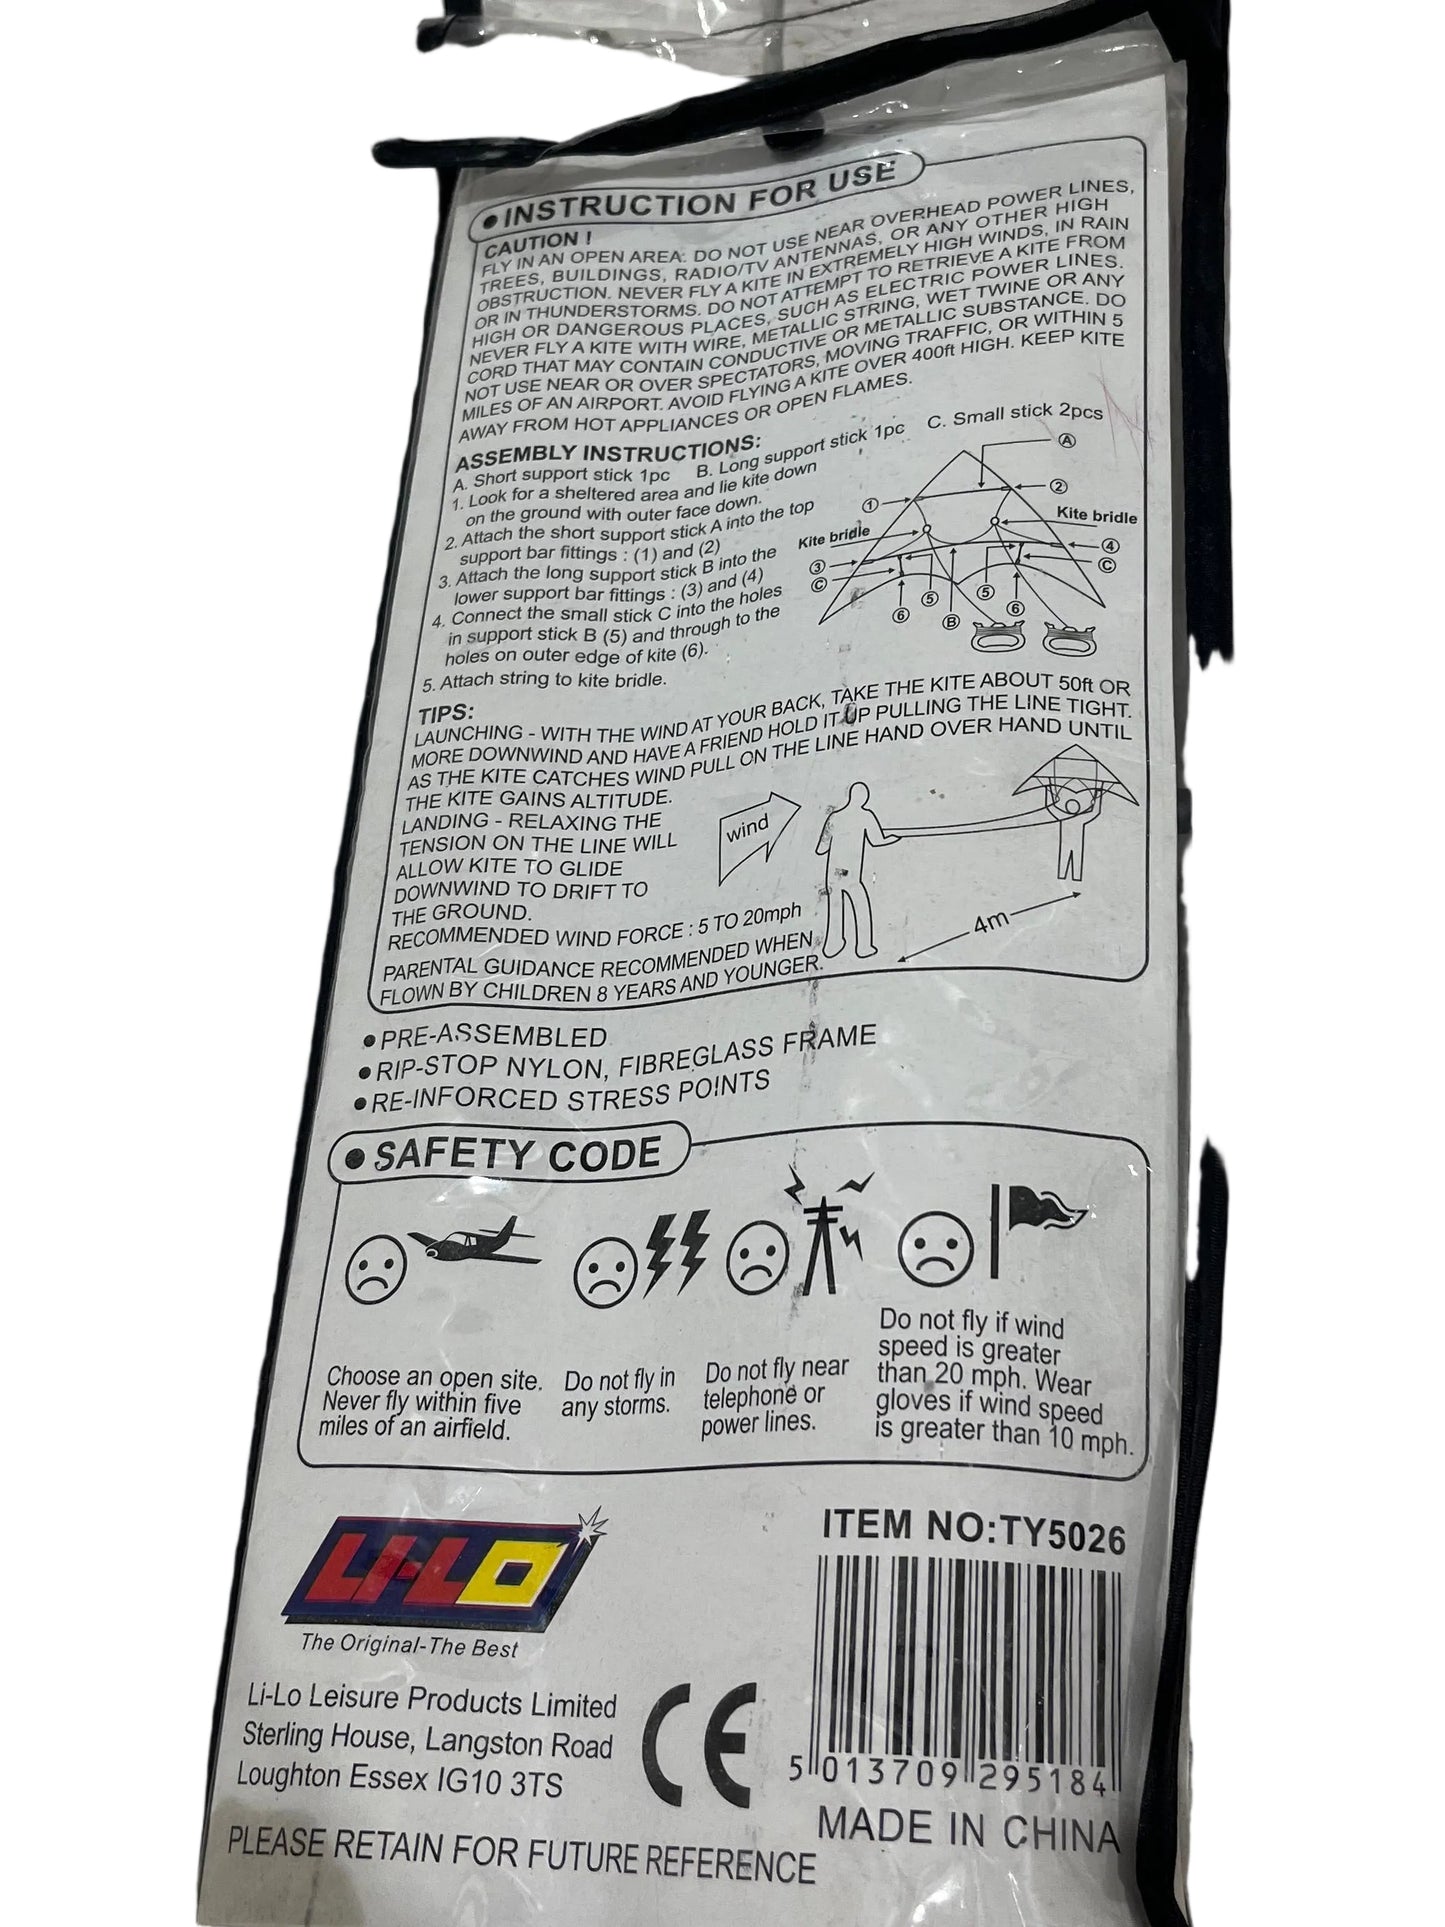 • INSTRUCTION FOR USE
CAUTION !
FLY IN AN OPEN AREA. DO NOT USE NEAR OVERHEAD POWER LINES,
TREES, BUILDINGS, RADIO/TV ANTENNAS, OR ANY OTHER HIGH
OBSTRUCTION. NEVER FLY A KITE IN EXTREMELY HIGH WINDS, IN RAIN
OR IN THUNDERSTORMS. DO NOT ATTEMPT TO RETRIEVE A KITE FROM
HIGH OR DANGEROUS PLACES, SUCH AS ELECTRIC POWER LINES.
NEVER FLY A KITE WITH WIRE, METALLIC STRING, WET TWINE OR ANY
CORD THAT MAY CONTAIN CONDUCTIVE OR METALLIC SUBSTANCE. DO
NOT USE NEAR OR OVER SPECTATORS, MOVING TRAFFIC, OR WITHIN 5
MILES OF AN AIRPORT. AVOID FLYING A KITE OVER 400ft HIGH. KEEP KITE
AWAY FROM HOT APPLIANCES OR OPEN FLAMES.
ASSEMBLY INSTRUCTIONS:
A. Short support stick 1pc B. Long support stick 1pc C. Small stick 2pcs
1. Look for a sheltered area and lie kite down
on the ground with outer face down.
2. Attach the short support stick A into the top
support bar fittings : (1) and (2)
3. Attach the long support stick B into the
lower support bar fittings : (3) and (4)
4. Connect the small stick C into the holes
in support stick B (5) and through to the
holes on outer edge of kite (6).
5. Attach string to kite bridle.
A
1
2
Kite bridle
Kite bridle
3
4
C
C
6
5
B
5
6
TIPS:
LAUNCHING - WITH THE WIND AT YOUR BACK, TAKE THE KITE ABOUT 50ft OR
MORE DOWNWIND AND HAVE A FRIEND HOLD IT UP PULLING THE LINE TIGHT.
AS THE KITE CATCHES WIND PULL ON THE LINE HAND OVER HAND UNTIL
THE KITE GAINS ALTITUDE.
LANDING - RELAXING THE
TENSION ON THE LINE WILL
ALLOW KITE TO GLIDE
DOWNWIND TO DRIFT TO
THE GROUND.
RECOMMENDED WIND FORCE : 5 TO 20mph
PARENTAL GUIDANCE RECOMMENDED WHEN
FLOWN BY CHILDREN 8 YEARS AND YOUNGER.
wind
4m
• PRE-ASSEMBLED
• RIP-STOP NYLON, FIBREGLASS FRAME
• RE-INFORCED STRESS POINTS
• SAFETY CODE
Choose an open site.
Never fly within five
miles of an airfield.
Do not fly in
any storms.
Do not fly near
telephone or
power lines.
Do not fly if wind
speed is greater
than 20 mph. Wear
gloves if wind speed
is greater than 10 mph.
LI-LO
The Original-The Best
Li-Lo Leisure Products Limited
Sterling House, Langston Road
Loughton Essex IG10 3TS
CE
ITEM NO:TY5026
5 013709 295184
MADE IN CHINA
PLEASE RETAIN FOR FUTURE REFERENCE